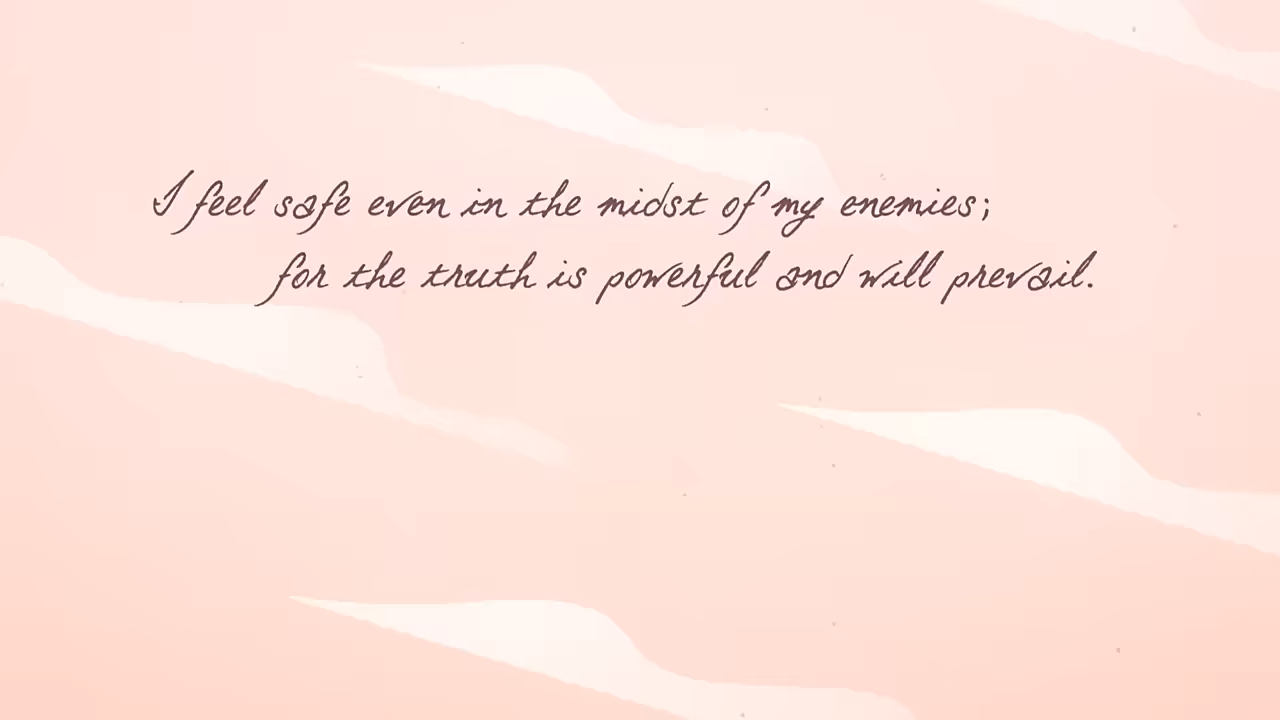 I feel safe even in the midst of my enemies;
for the truth is powerful and will prevail.